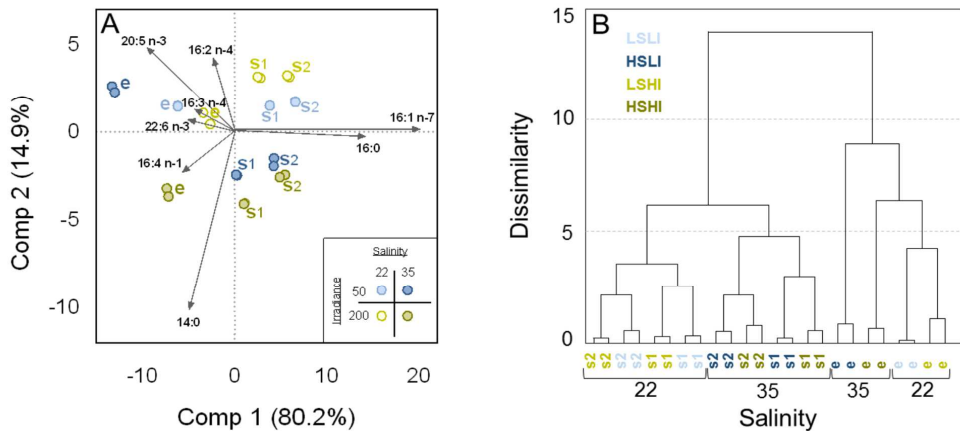 A
5
0
-5
-10
Comp 2 (14.9%)
20:5 n-3
16:2 n-4
s1
s2
e
e
16:3 n-4
22:6 n-3
s1
s2
16:1 n-7
16:0
16:4 n-1
e
s1
s2
s2
s1
14:0
Salinity
22 35
Irradiance
50
200
-10 0 10 20
Comp 1 (80.2%)
B
LSLI
HSLI
LSHI
HSHI
15
10
5
0
Dissimilarity
s2 s2 s2 s2 s1 s1 s1 s1 s2 s2 s2 s2 s1 s1 s1 s1 e e e e e e e e
22 35 35 22
Salinity